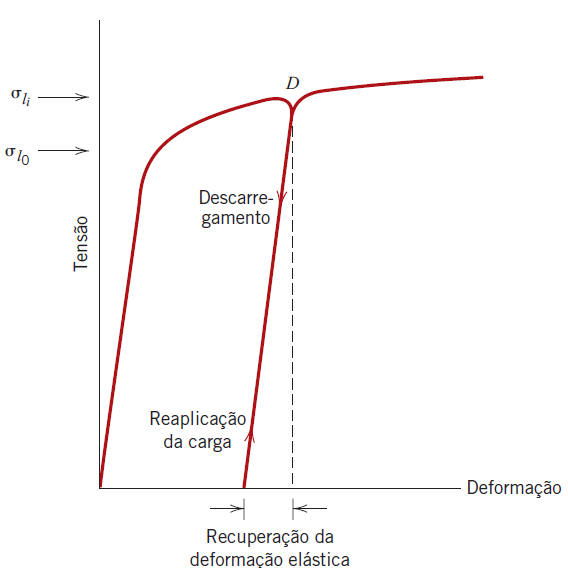 D
σₗᵢ
σₗ₀
Descarre-
gamento
Tensão
Reaplicação
da carga
Deformação
Recuperação da
deformação elástica